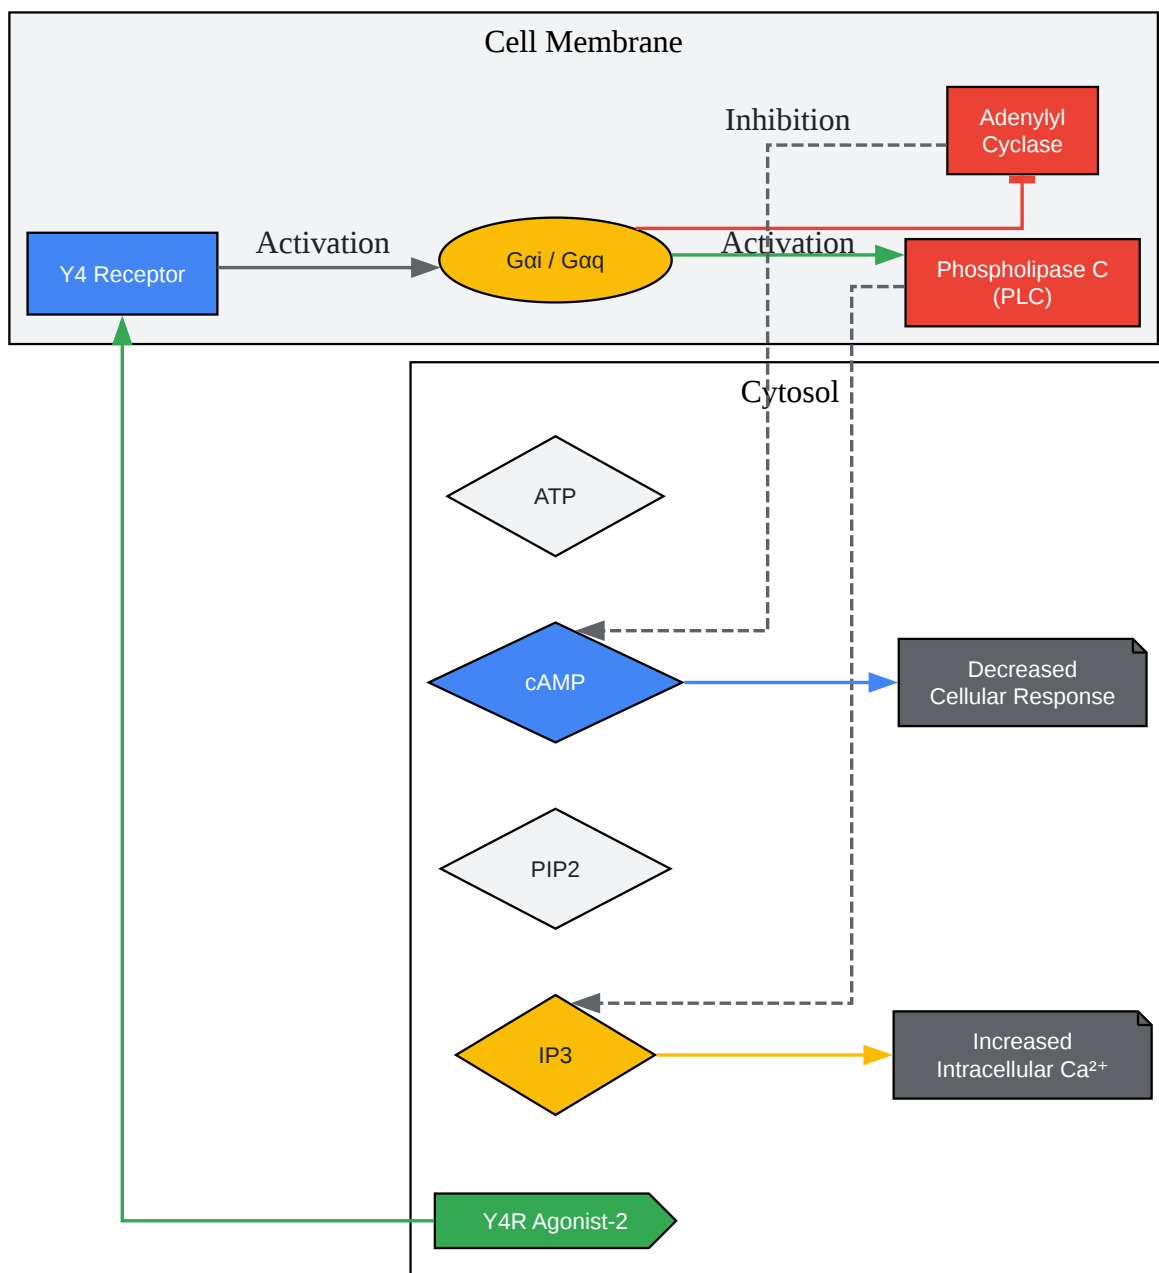 Cell Membrane
Inhibition
Adenylyl
Cyclase
Y4 Receptor
Activation
Gαi / Gαq
Activation
Phospholipase C
(PLC)
Cytosol
ATP
cAMP
Decreased
Cellular Response
PIP2
IP3
Increased
Intracellular Ca²⁺
Y4R Agonist-2